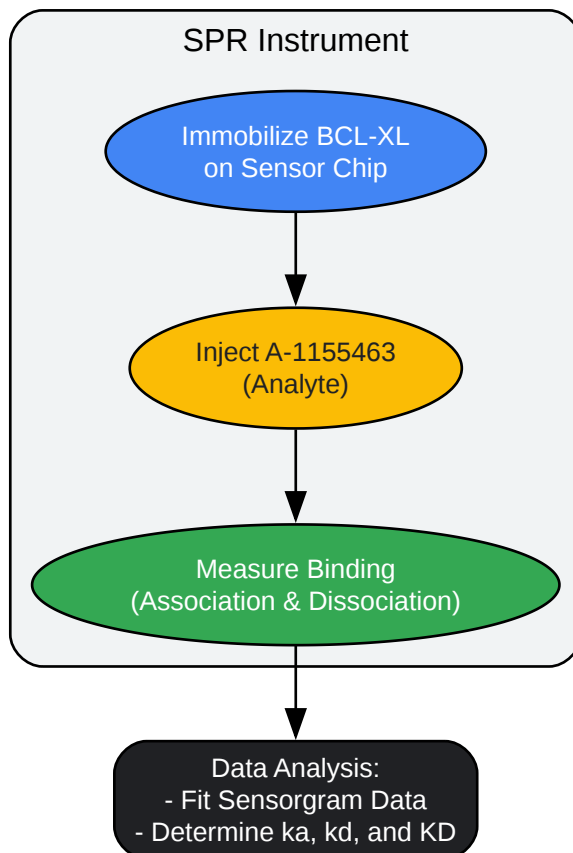 SPR Instrument
Immobilize BCL-XL
on Sensor Chip
Inject A-1155463
(Analyte)
Measure Binding
(Association & Dissociation)
Data Analysis:
- Fit Sensorgram Data
- Determine ka, kd, and KD